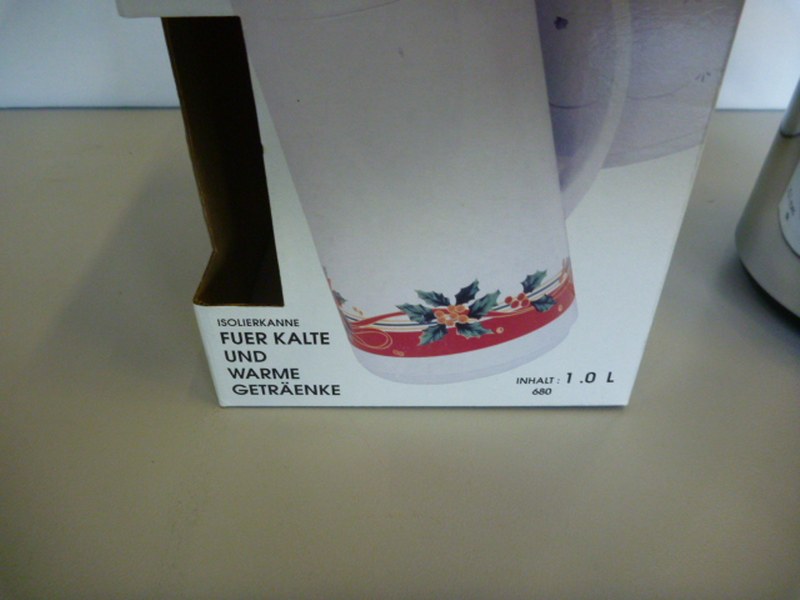 ISOLIERKANNE
FUER KALTE
UND
WARME
GETRÄENKE
INHALT: 1.0 L
680